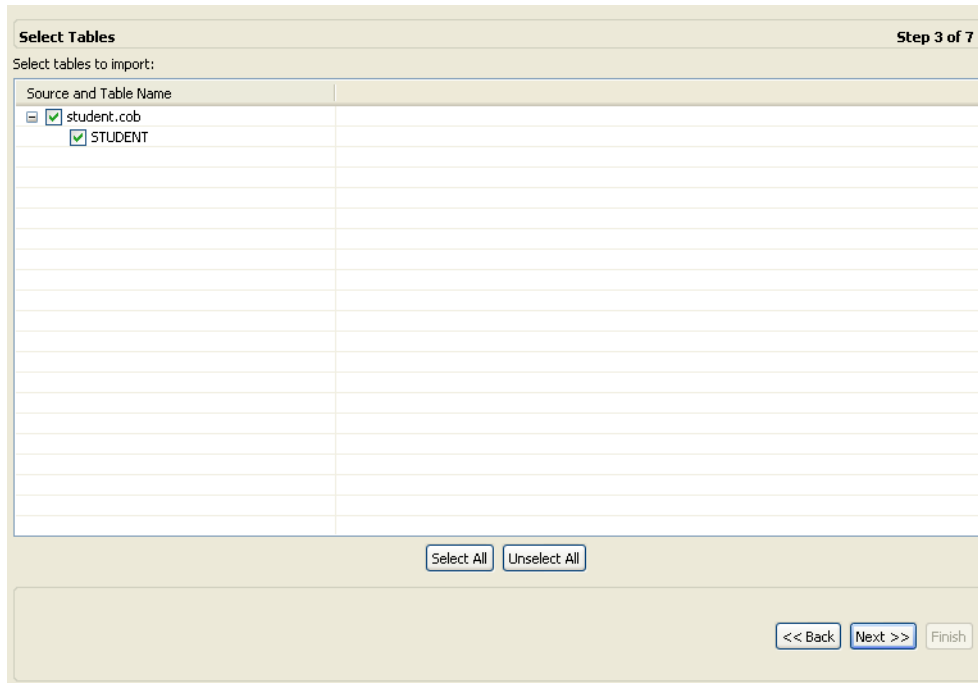 Select Tables Step 3 of 7
Select tables to import:
Source and Table Name
student.cob
STUDENT
Select All Unselect All
<< Back Next >> Finish